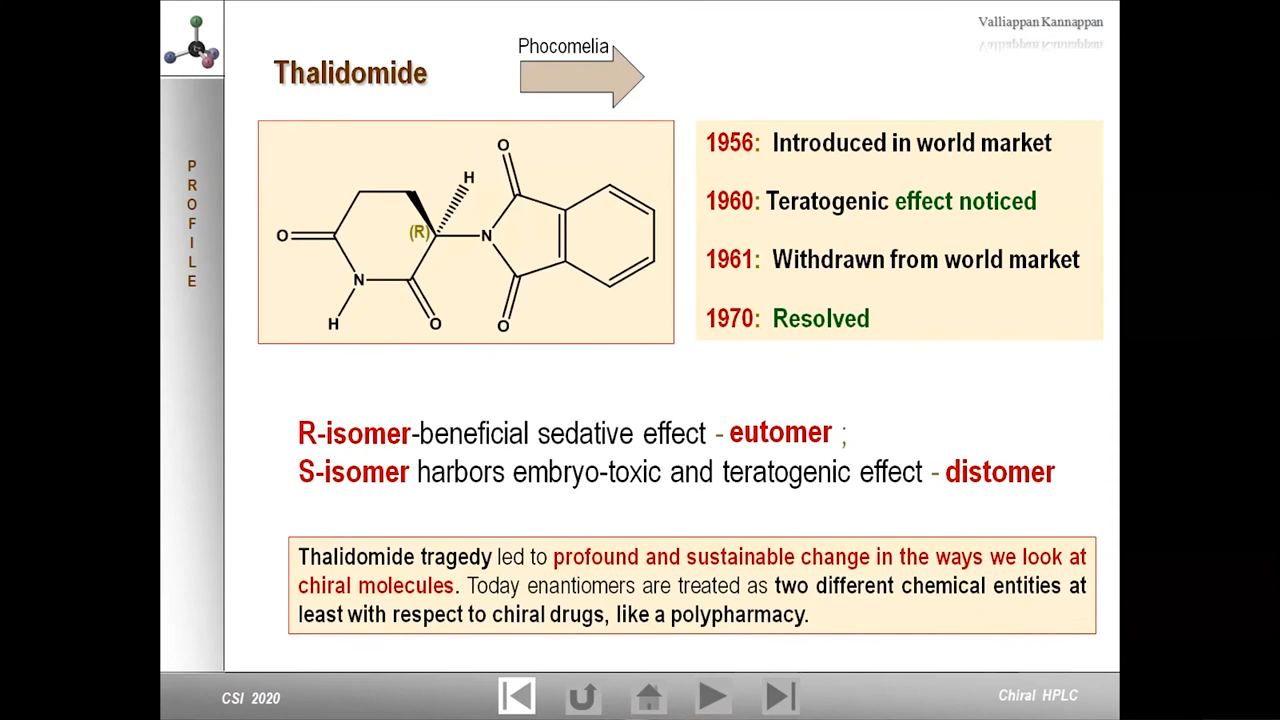 Valliappan Kannappan
Phocomelia
Thalidomide
PROFILE
O
H
(R)
N
O
N
H
O
O
1956: Introduced in world market
1960: Teratogenic effect noticed
1961: Withdrawn from world market
1970: Resolved
R-isomer-beneficial sedative effect - eutomer ;
S-isomer harbors embryo-toxic and teratogenic effect - distomer
Thalidomide tragedy led to profound and sustainable change in the ways we look at
chiral molecules. Today enantiomers are treated as two different chemical entities at
least with respect to chiral drugs, like a polypharmacy.
CSI 2020
Chiral HPLC